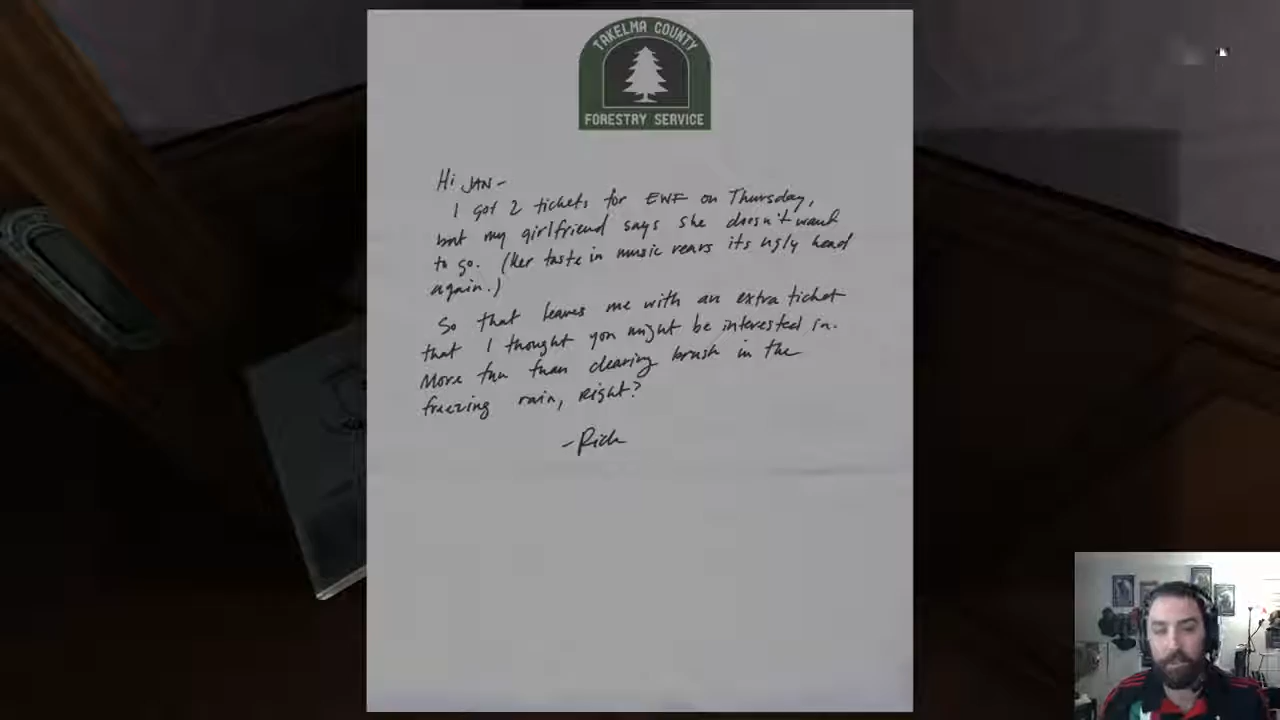 TAKELMA COUNTY
FORESTRY SERVICE
Hi JAN-
I got 2 tickets for EWF on Thursday,
but my girlfriend says she doesn't want
to go. (Her taste in music rears its ugly head
again.)
So that leaves me with an extra ticket
that I thought you might be interested in.
More fun than clearing brush in the
freezing rain, right?
-Rich